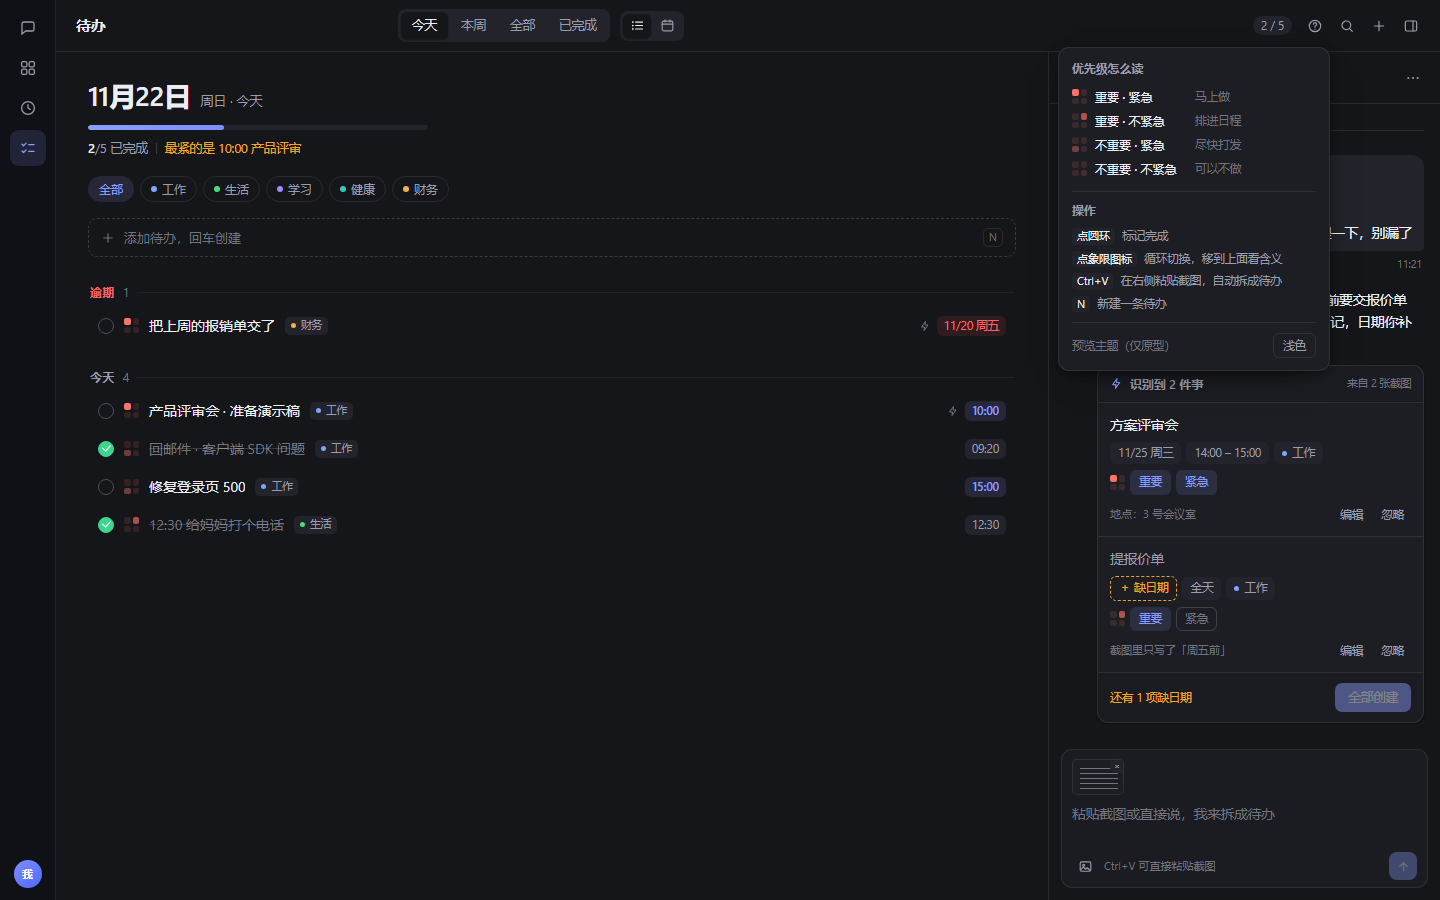 待办
今天 本周 全部 已完成
2 / 5
11月22日 周日 · 今天
2/5 已完成 | 最紧的是 10:00 产品评审
全部 工作 生活 学习 健康 财务
添加待办，回车创建 N
逾期 1
把上周的报销单交了 财务 11/20 周五
今天 4
产品评审会 · 准备演示稿 工作 10:00
回邮件 · 客户端 SDK 问题 工作 09:20
修复登录页 500 工作 15:00
12:30 给妈妈打个电话 生活 12:30
我
优先级怎么读
重要 · 紧急 马上做
重要 · 不紧急 排进日程
不重要 · 紧急 尽快打发
不重要 · 不紧急 可以不做
操作
点圆环 标记完成
点象限图标 循环切换，移到上面看含义
Ctrl+V 在右侧粘贴截图，自动拆成待办
N 新建一条待办
预览主题（仅原型） 浅色
一下，别漏了
11:21
前要交报价单
记，日期你补
识别到 2 件事 来自 2 张截图
方案评审会
11/25 周三 14:00 – 15:00 工作
重要 紧急
地点：3 号会议室 编辑 忽略
提报价单
+ 缺日期 全天 工作
重要 紧急
截图里只写了「周五前」 编辑 忽略
还有 1 项缺日期 全部创建
粘贴截图或直接说，我来拆成待办
Ctrl+V 可直接粘贴截图